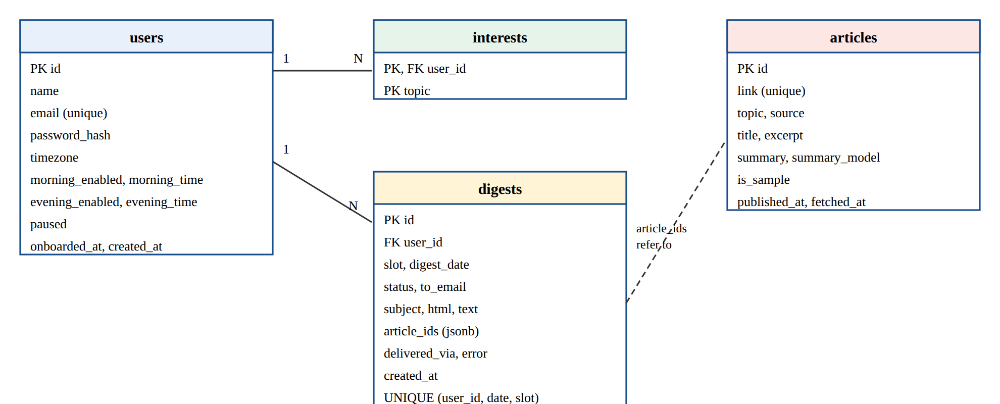 users
PK id
name
email (unique)
password_hash
timezone
morning_enabled, morning_time
evening_enabled, evening_time
paused
onboarded_at, created_at
1
N
1
N
interests
PK, FK user_id
PK topic
digests
PK id
FK user_id
slot, digest_date
status, to_email
subject, html, text
article_ids (jsonb)
delivered_via, error
created_at
UNIQUE (user_id, date, slot)
article_ids
refer to
articles
PK id
link (unique)
topic, source
title, excerpt
summary, summary_model
is_sample
published_at, fetched_at